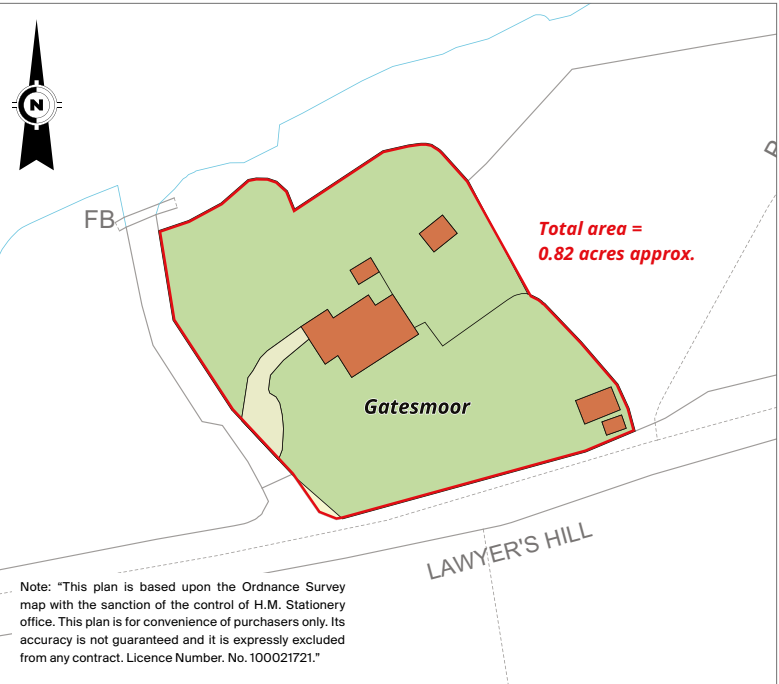 N
FB
Total area =
0.82 acres approx.
Gatesmoor
LAWYER'S HILL
Note: “This plan is based upon the Ordnance Survey
map with the sanction of the control of H.M. Stationery
office. This plan is for convenience of purchasers only. Its
accuracy is not guaranteed and it is expressly excluded
from any contract. Licence Number. No. 100021721.”